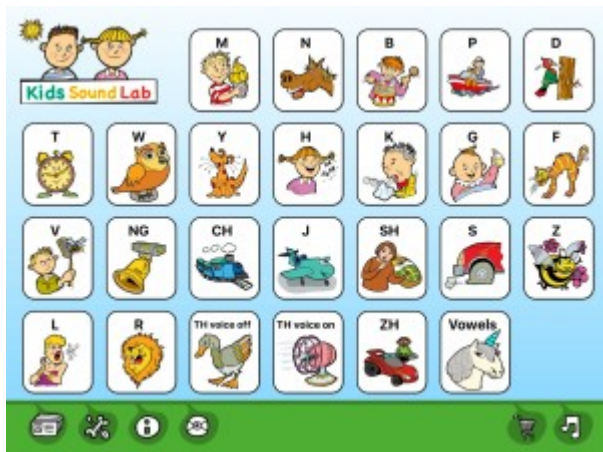 M N B P D
Kids Sound Lab
T W Y H K G F
V NG CH J SH S Z
L R TH voice off TH voice on ZH Vowels